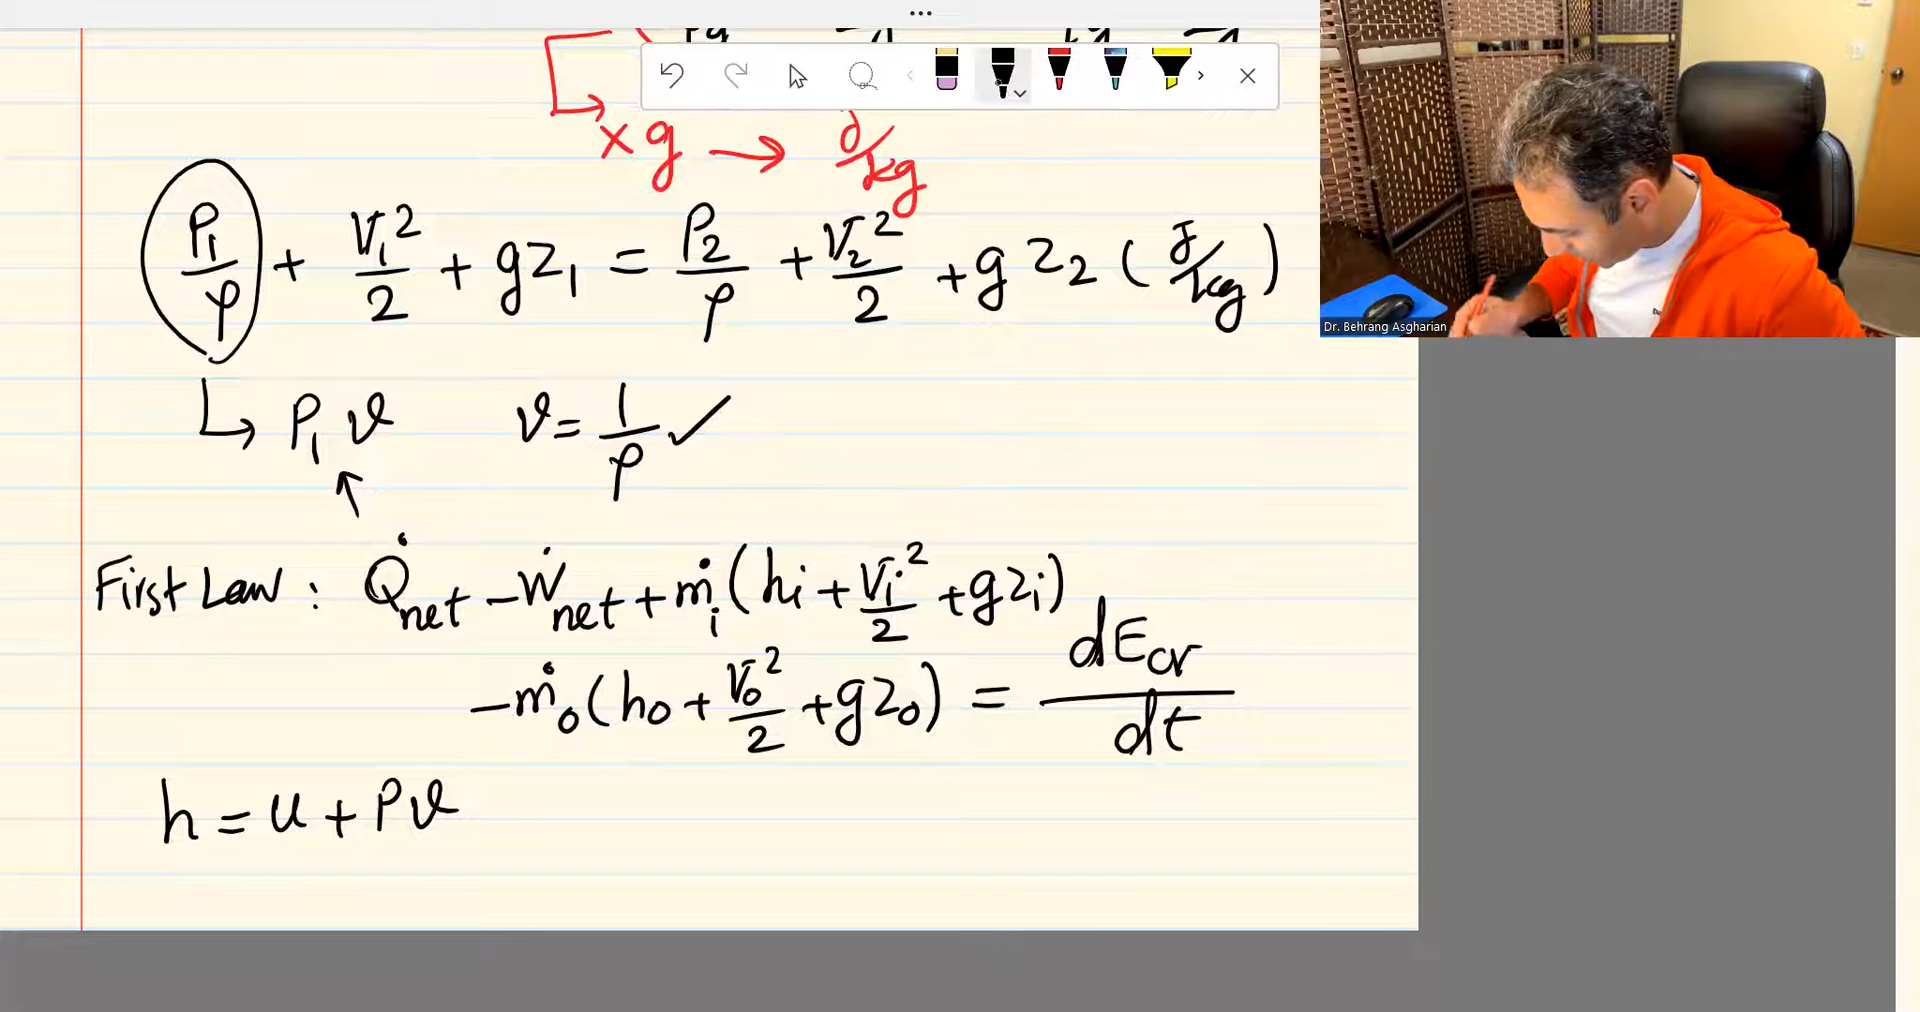 × g → J/kg
P₁/ρ + V₁²/2 + gz₁ = P₂/ρ + V₂²/2 + gz₂ (J/kg)
↳ P₁v v = 1/ρ ✓
↑
First Law : Q̇net − Ẇnet + ṁi (hi + Vi²/2 + gzi)
− ṁo (ho + Vo²/2 + gzo) = dEcv/dt
h = u + Pv
Dr. Behrang Asgharian